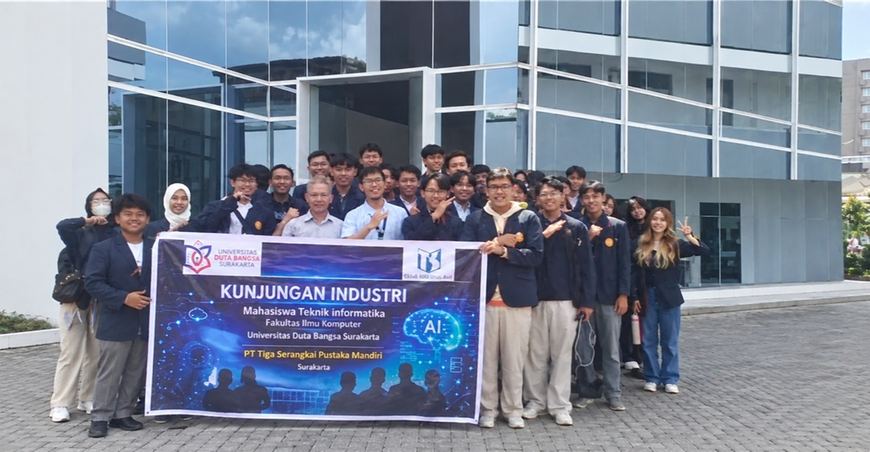 UNIVERSITAS
DUTA BANGSA
SURAKARTA
TS
KUNJUNGAN INDUSTRI
Mahasiswa Teknik informatika
Fakultas Ilmu Komputer
Universitas Duta Bangsa Surakarta
PT Tiga Serangkai Pustaka Mandiri
Surakarta
AI